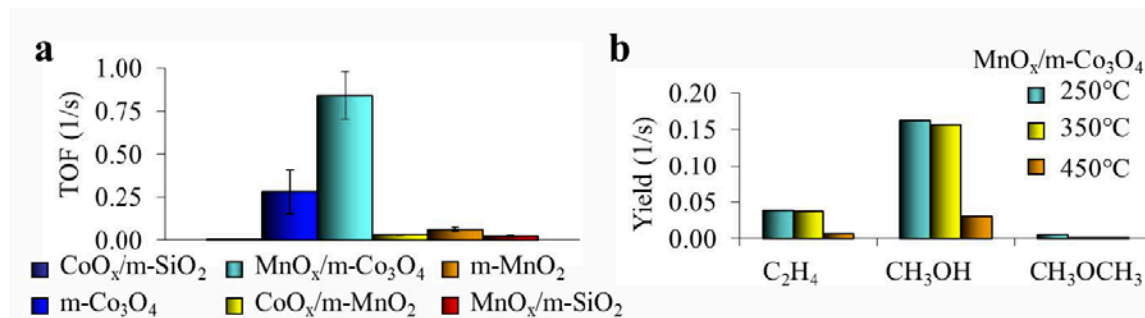 a
TOF (1/s)
1.00
0.75
0.50
0.25
0.00
CoOₓ/m-SiO₂
MnOₓ/m-Co₃O₄
m-MnO₂
m-Co₃O₄
CoOₓ/m-MnO₂
MnOₓ/m-SiO₂
b
MnOₓ/m-Co₃O₄
250°C
350°C
450°C
Yield (1/s)
0.20
0.15
0.10
0.05
0.00
C₂H₄
CH₃OH
CH₃OCH₃